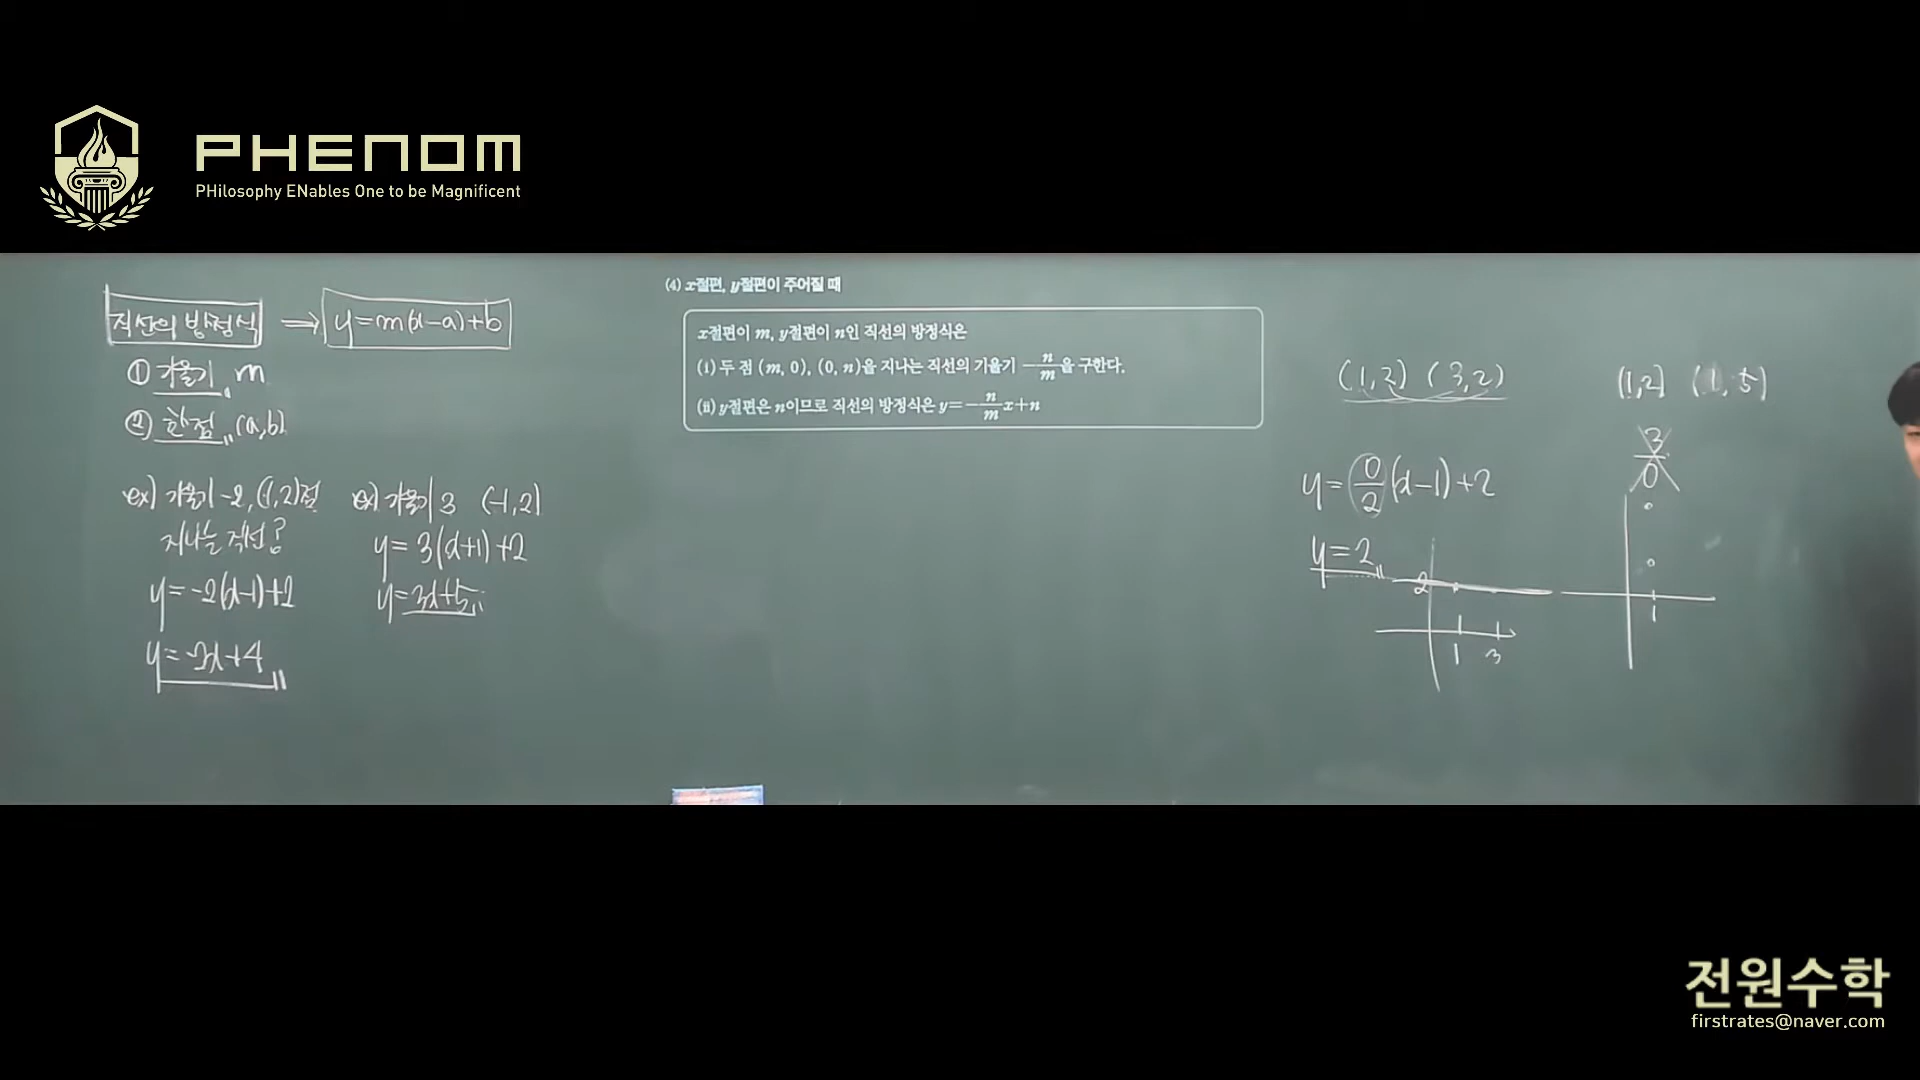 PHENOM
PHilosophy ENables One to be Magnificent
직선의 방정식 ⟹ y=m(x-a)+b
① 기울기 m
② 한점 (a,b)
ex) 기울기 -2, (1,2)점
지나는 직선?
y=-2(x-1)+2
y=-2x+4
ex) 기울기 3 (-1,2)
y=3(x+1)+2
y=3x+5
(4) x절편, y절편이 주어질 때
x절편이 m, y절편이 n인 직선의 방정식은
(i) 두 점 (m, 0), (0, n)을 지나는 직선의 기울기 -n/m을 구한다.
(ii) y절편은 n이므로 직선의 방정식은 y=-n/m x+n
(1,2) (3,2)
y=0/2(x-1)+2
y=2
2
1 3
(1,2) (1,5)
3/0
1
전원수학
firstrates@naver.com